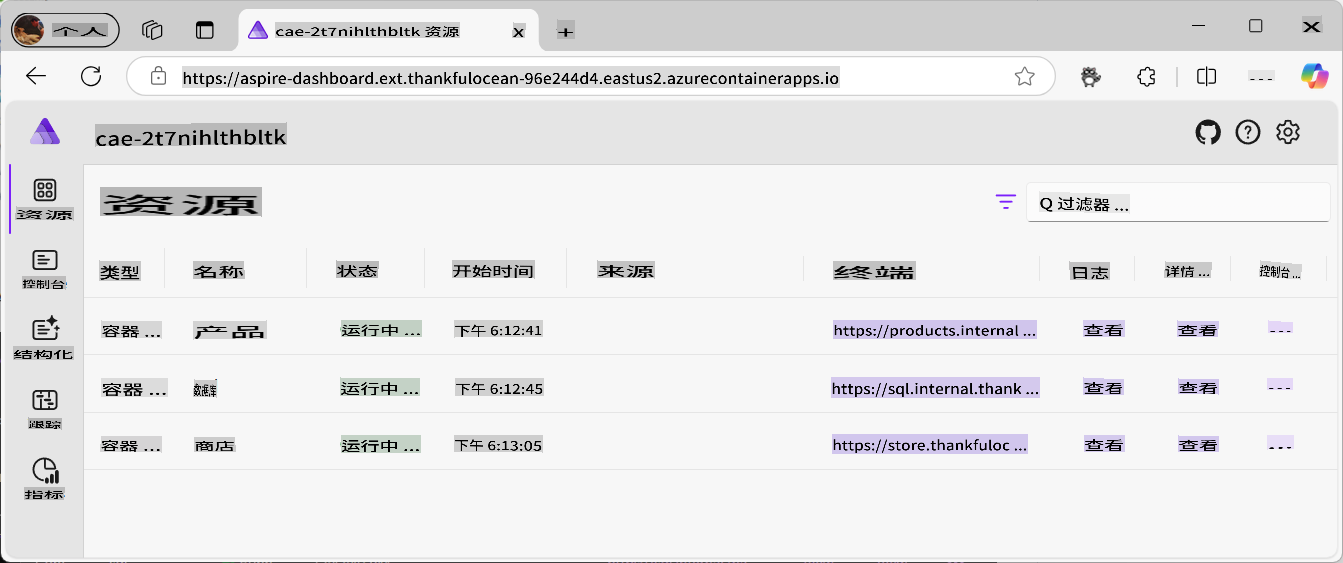 个人
cae-2t7nihlthbltk 资源
https://aspire-dashboard.ext.thankfulocean-96e244d4.eastus2.azurecontainerapps.io
cae-2t7nihlthbltk
资源
控制台
结构化
跟踪
指标
资源
Q 过滤器 ...
类型 名称 状态 开始时间 来源 终端 日志 详情 ... 控制台...
容器 ... 产品 运行中 ... 下午 6:12:41 https://products.internal ... 查看 查看 ...
容器 ... 数据库 运行中 ... 下午 6:12:45 https://sql.internal.thank ... 查看 查看 ...
容器 ... 商店 运行中 ... 下午 6:13:05 https://store.thankfuloc ... 查看 查看 ...